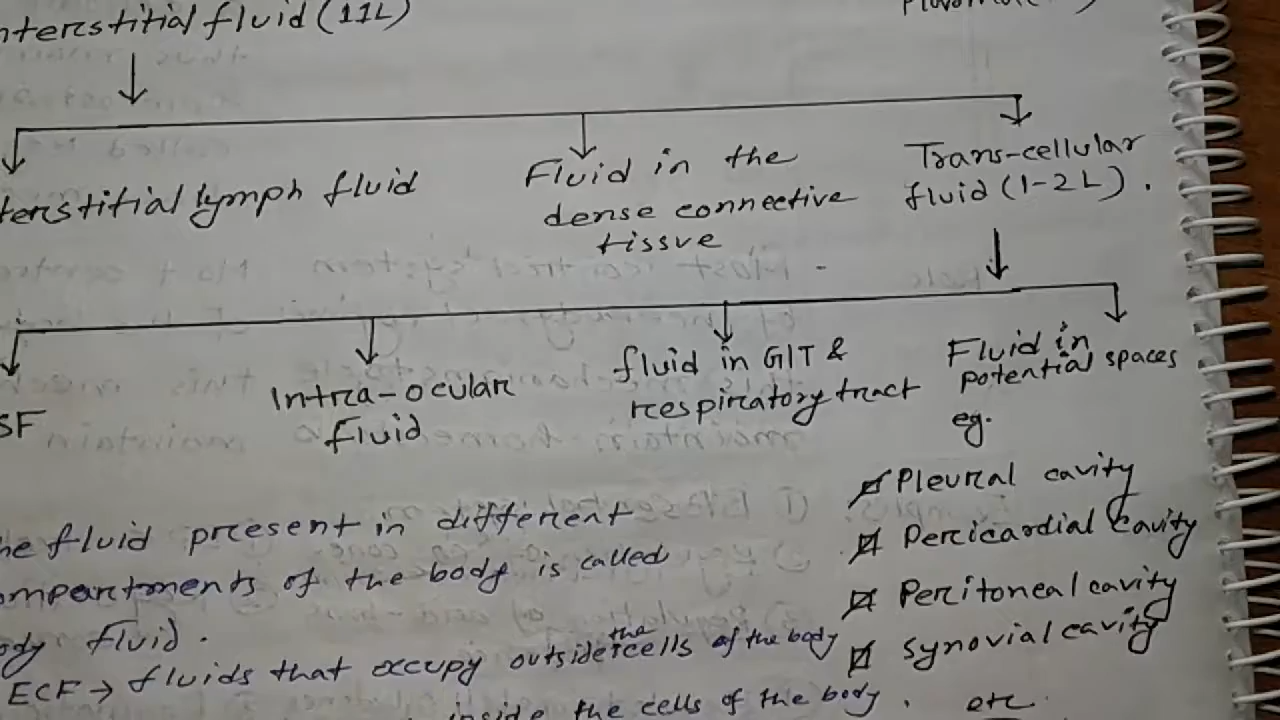 nterstitial fluid (11L)
terstitial lymph fluid
Fluid in the
dense connective
tissue
Trans-cellular
fluid (1-2L).
SF
Intra-ocular
fluid
fluid in GIT &
respiratory tract
Fluid in
potential spaces
eg.
Pleural cavity
Pericardial cavity
Peritoneal cavity
Synovial cavity
etc.
he fluid present in different
ompartments of the body is called
ody fluid.
ECF → fluids that occupy outside the cells of the body
inside the cells of the body.